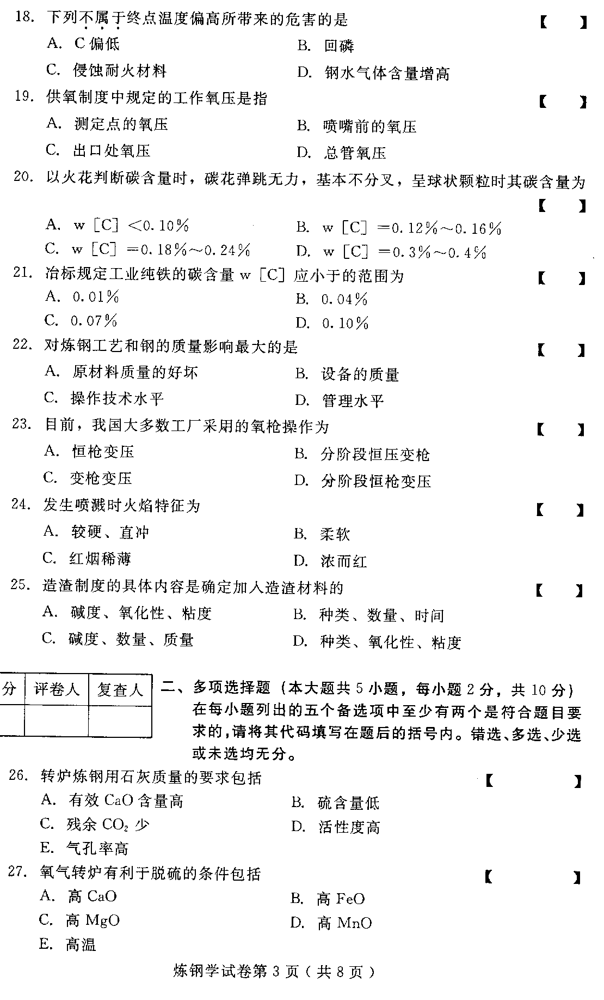 18. 下列不属于终点温度偏高所带来的危害的是 【 】
A. C偏低 B. 回磷
C. 侵蚀耐火材料 D. 钢水气体含量增高
19. 供氧制度中规定的工作氧压是指 【 】
A. 测定点的氧压 B. 喷嘴前的氧压
C. 出口处氧压 D. 总管氧压
20. 以火花判断碳含量时，碳花弹跳无力，基本不分叉，呈球状颗粒时其碳含量为
【 】
A. w［C］<0.10% B. w［C］=0.12%～0.16%
C. w［C］=0.18%～0.24% D. w［C］=0.3%～0.4%
21. 冶标规定工业纯铁的碳含量w［C］应小于的范围为 【 】
A. 0.01% B. 0.04%
C. 0.07% D. 0.10%
22. 对炼钢工艺和钢的质量影响最大的是 【 】
A. 原材料质量的好坏 B. 设备的质量
C. 操作技术水平 D. 管理水平
23. 目前，我国大多数工厂采用的氧枪操作为 【 】
A. 恒枪变压 B. 分阶段恒压变枪
C. 变枪变压 D. 分阶段恒枪变压
24. 发生喷溅时火焰特征为 【 】
A. 较硬、直冲 B. 柔软
C. 红烟稀薄 D. 浓而红
25. 造渣制度的具体内容是确定加入造渣材料的 【 】
A. 碱度、氧化性、粘度 B. 种类、数量、时间
C. 碱度、数量、质量 D. 种类、氧化性、粘度
分 评卷人 复查人
二、多项选择题（本大题共5小题，每小题2分，共10分）
在每小题列出的五个备选项中至少有两个是符合题目要
求的，请将其代码填写在题后的括号内。错选、多选、少选
或未选均无分。
26. 转炉炼钢用石灰质量的要求包括 【 】
A. 有效CaO含量高 B. 硫含量低
C. 残余CO₂少 D. 活性度高
E. 气孔率高
27. 氧气转炉有利于脱硫的条件包括 【 】
A. 高CaO B. 高FeO
C. 高MgO D. 高MnO
E. 高温
炼钢学试卷第3页（共8页）